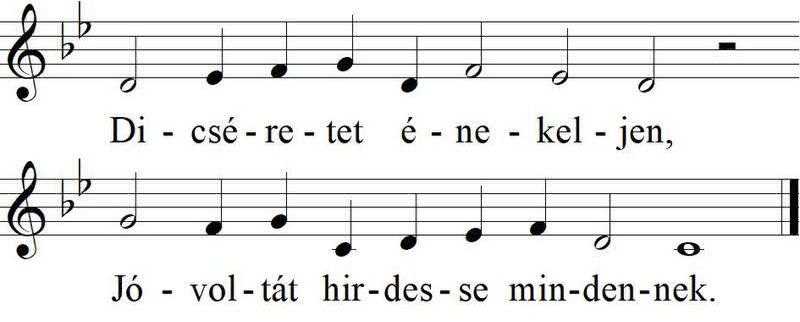 Di - csé - re - tet é - ne - kel - jen,
Jó - vol - tát hir - des - se min - den - nek.